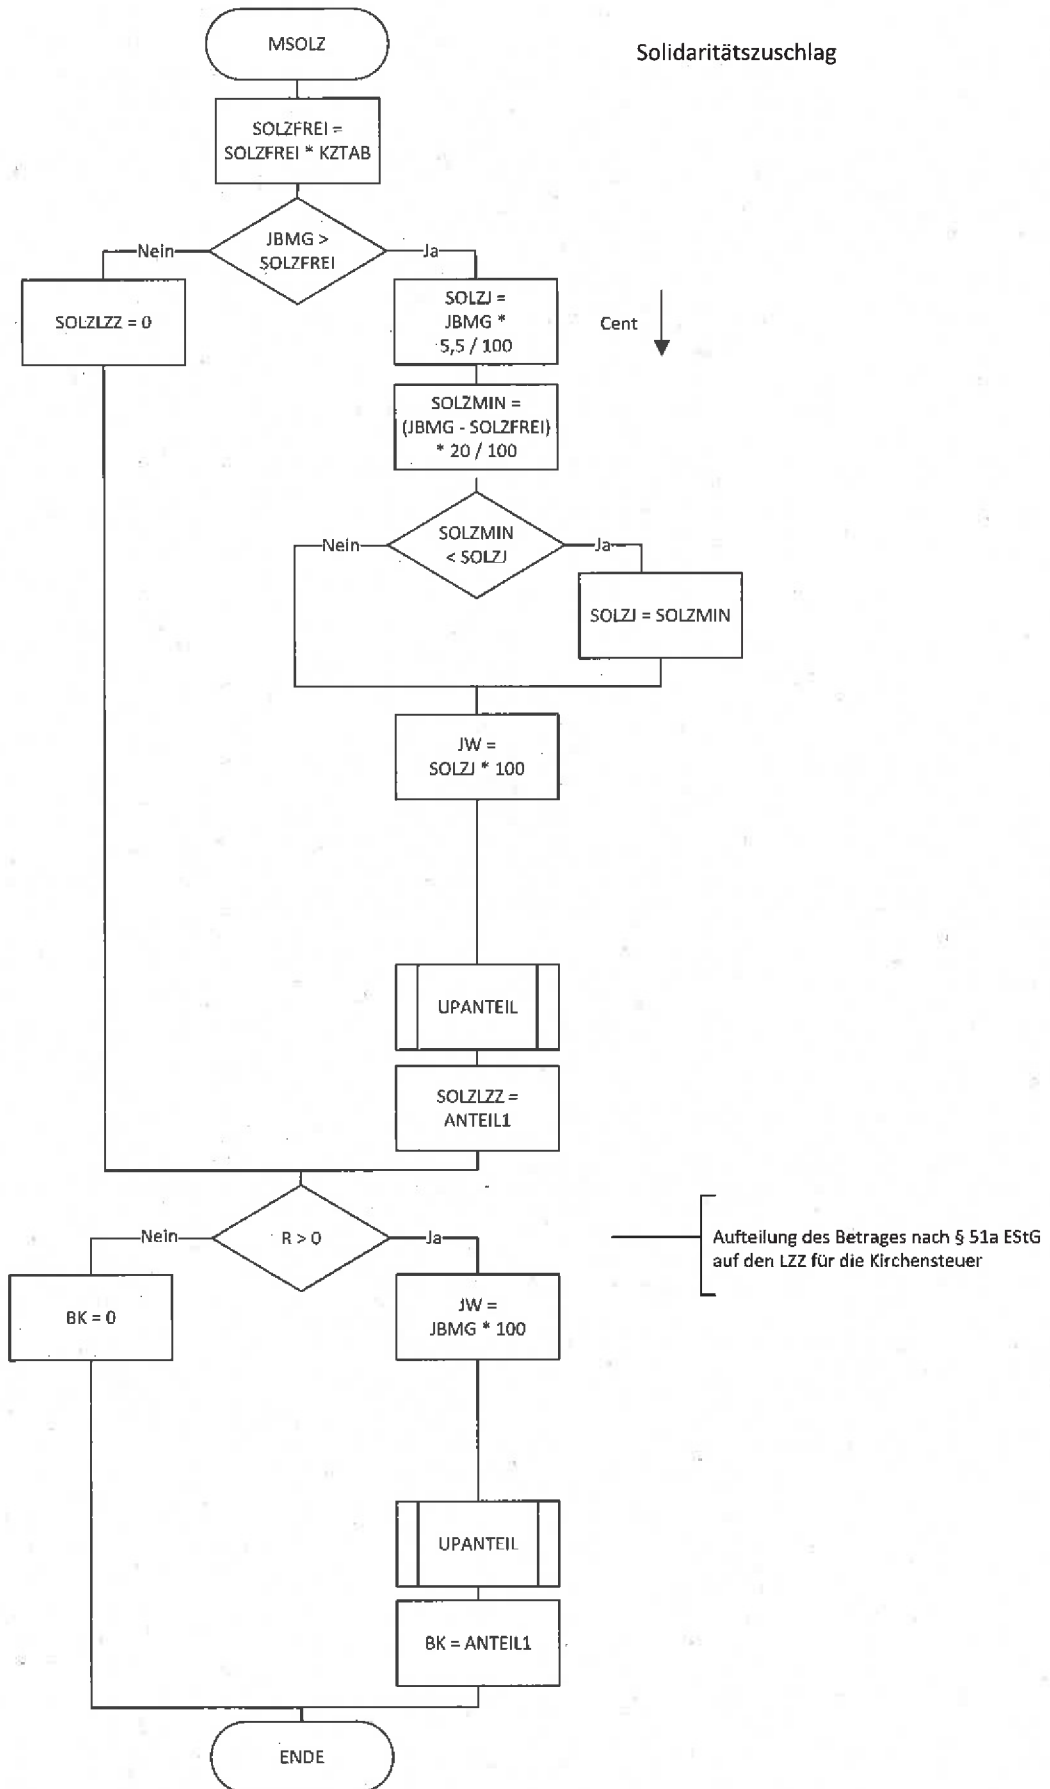 MSOLZ
Solidaritätszuschlag
SOLZFREI =
SOLZFREI * KZTAB
JBMG >
SOLZFREI
Nein
Ja
SOLZLZZ = 0
SOLZJ =
JBMG *
5,5 / 100
Cent
SOLZMIN =
(JBMG - SOLZFREI)
* 20 / 100
SOLZMIN
< SOLZJ
Nein
Ja
SOLZJ = SOLZMIN
JW =
SOLZJ * 100
UPANTEIL
SOLZLZZ =
ANTEIL1
R > 0
Nein
Ja
Aufteilung des Betrages nach § 51a EStG
auf den LZZ für die Kirchensteuer
BK = 0
JW =
JBMG * 100
UPANTEIL
BK = ANTEIL1
ENDE